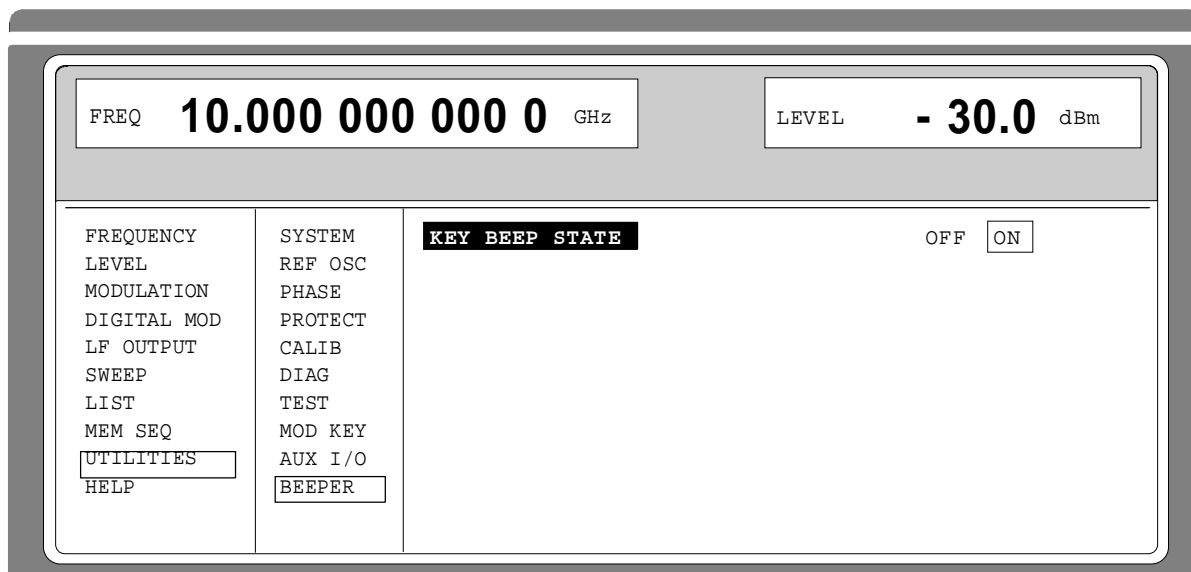 FREQ 10.000 000 000 0 GHz LEVEL - 30.0 dBm
FREQUENCY SYSTEM KEY BEEP STATE OFF ON
LEVEL REF OSC
MODULATION PHASE
DIGITAL MOD PROTECT
LF OUTPUT CALIB
SWEEP DIAG
LIST TEST
MEM SEQ MOD KEY
UTILITIES AUX I/O
HELP BEEPER